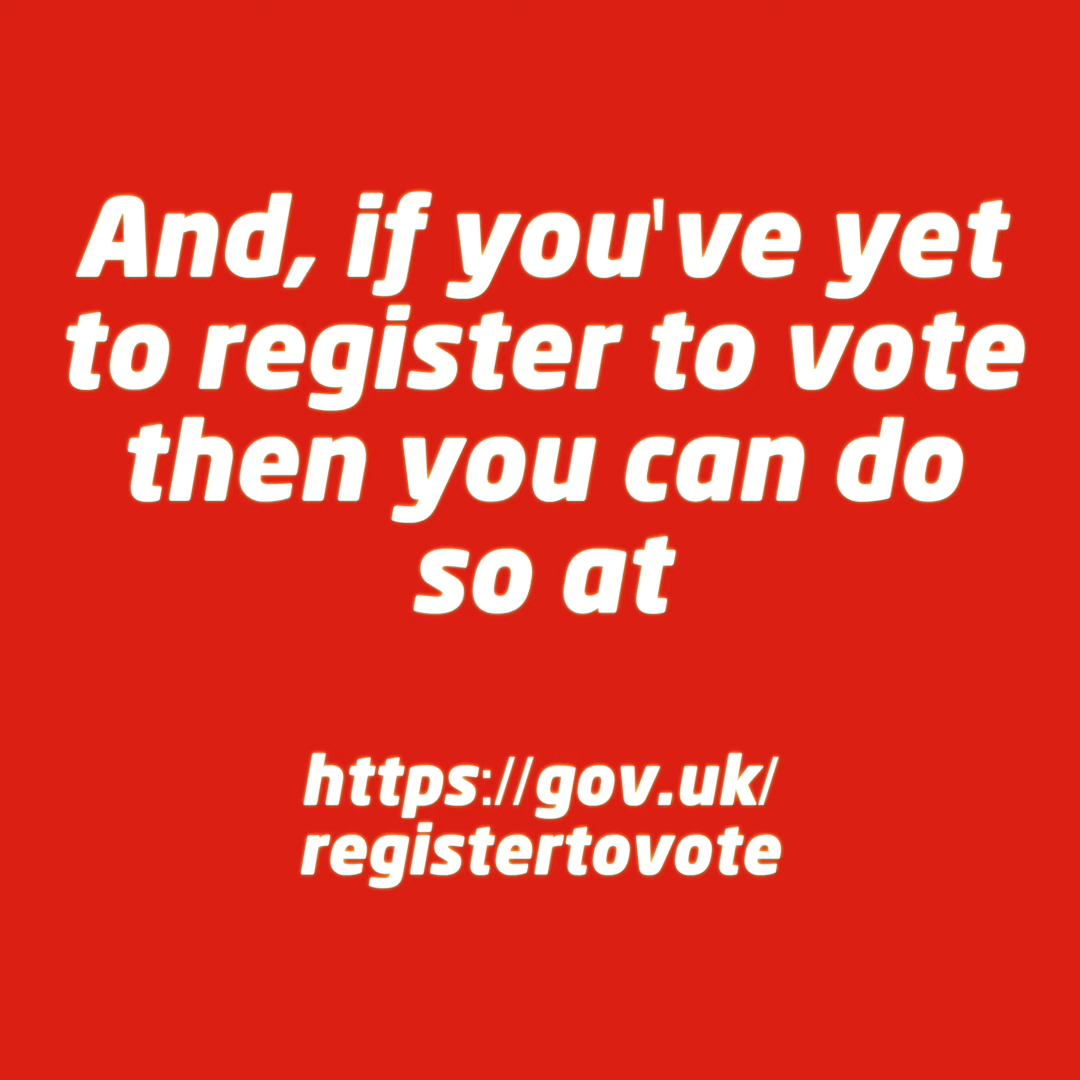 And, if you've yet
to register to vote
then you can do
so at
https://gov.uk/
registertovote